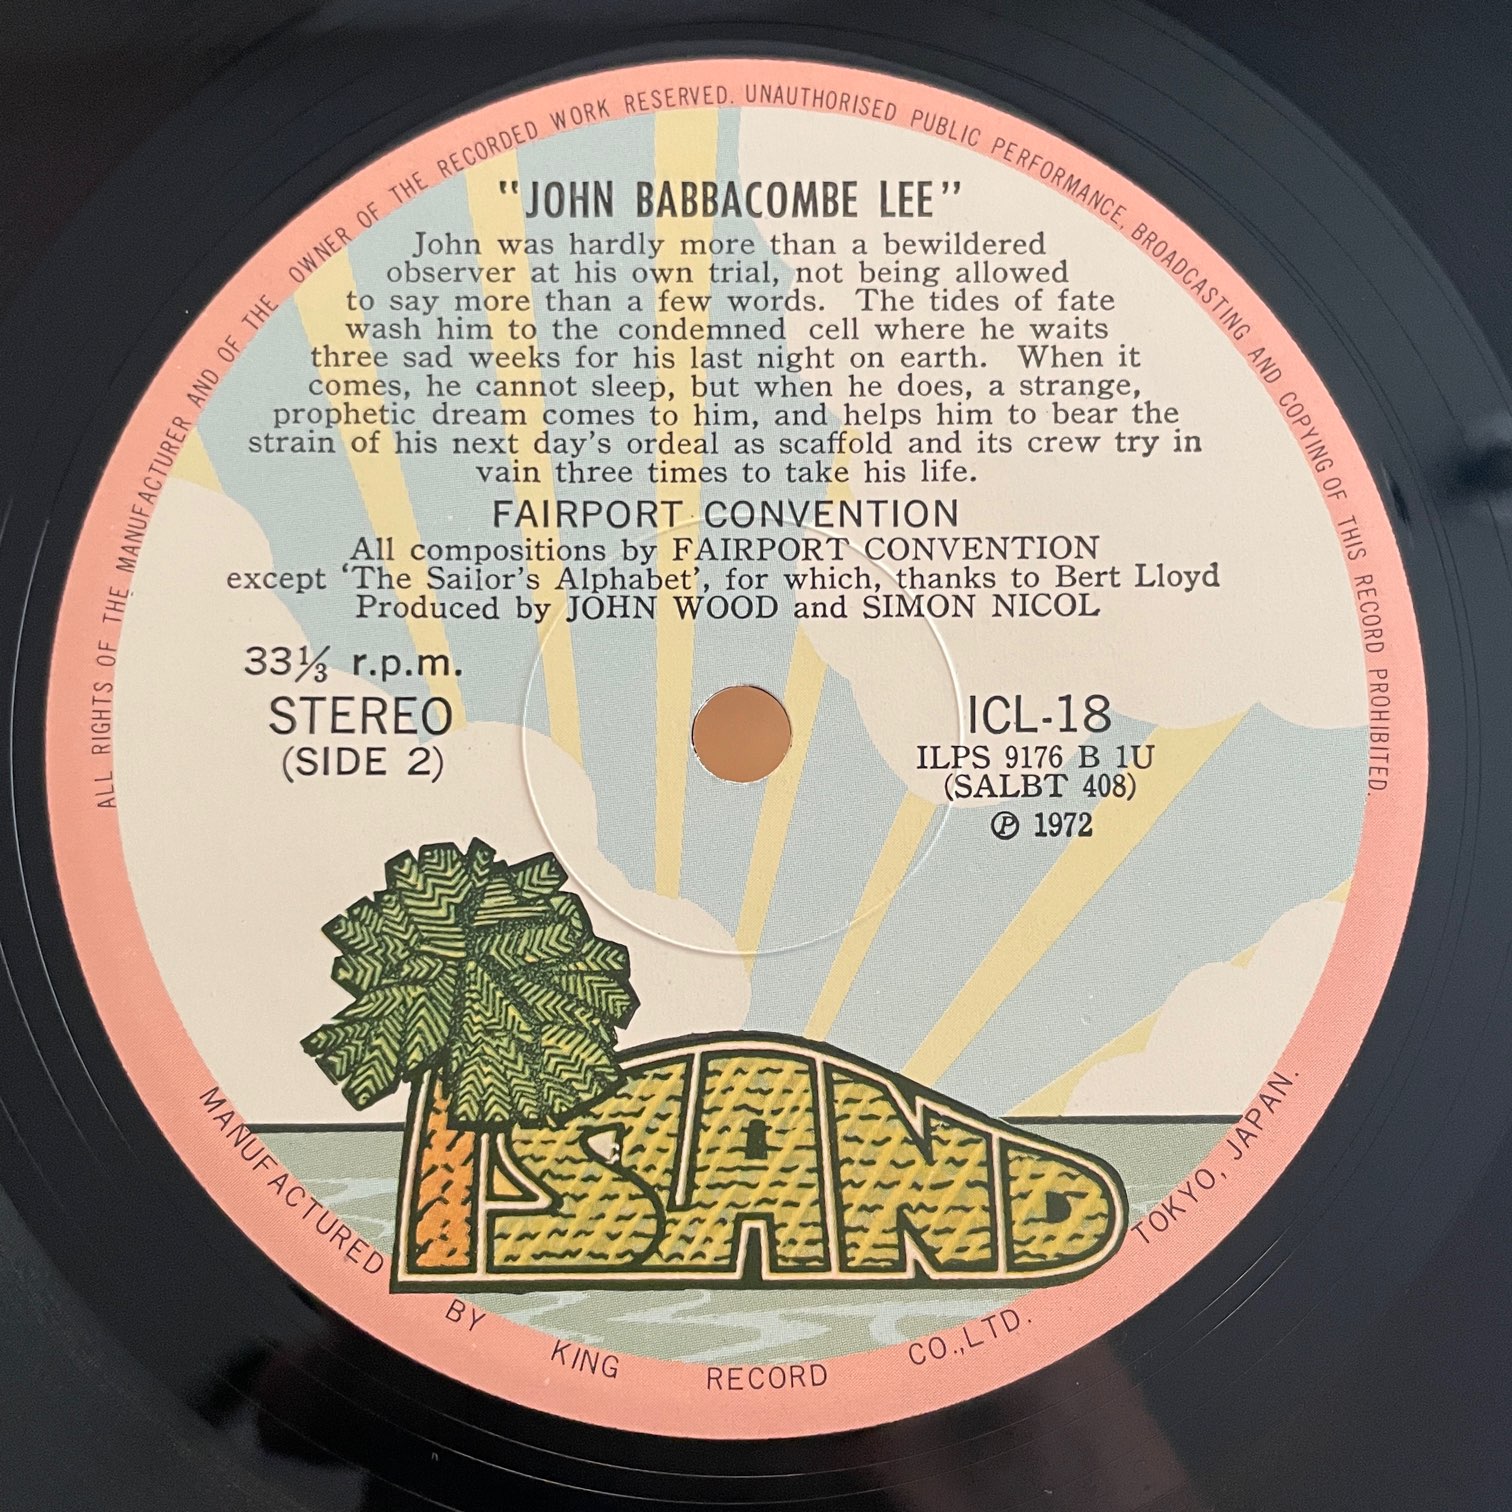 ALL RIGHTS OF THE MANUFACTURER AND OF THE OWNER OF THE RECORDED WORK RESERVED. UNAUTHORISED PUBLIC PERFORMANCE, BROADCASTING AND COPYING OF THIS RECORD PROHIBITED.
"JOHN BABBACOMBE LEE"
John was hardly more than a bewildered
observer at his own trial, not being allowed
to say more than a few words. The tides of fate
wash him to the condemned cell where he waits
three sad weeks for his last night on earth. When it
comes, he cannot sleep, but when he does, a strange,
prophetic dream comes to him, and helps him to bear the
strain of his next day's ordeal as scaffold and its crew try in
vain three times to take his life.
FAIRPORT CONVENTION
All compositions by FAIRPORT CONVENTION
except 'The Sailor's Alphabet', for which, thanks to Bert Lloyd
Produced by JOHN WOOD and SIMON NICOL
33⅓ r.p.m.
STEREO
(SIDE 2)
ICL-18
ILPS 9176 B 1U
(SALBT 408)
℗ 1972
ISLAND
MANUFACTURED BY KING RECORD CO.,LTD. TOKYO, JAPAN.